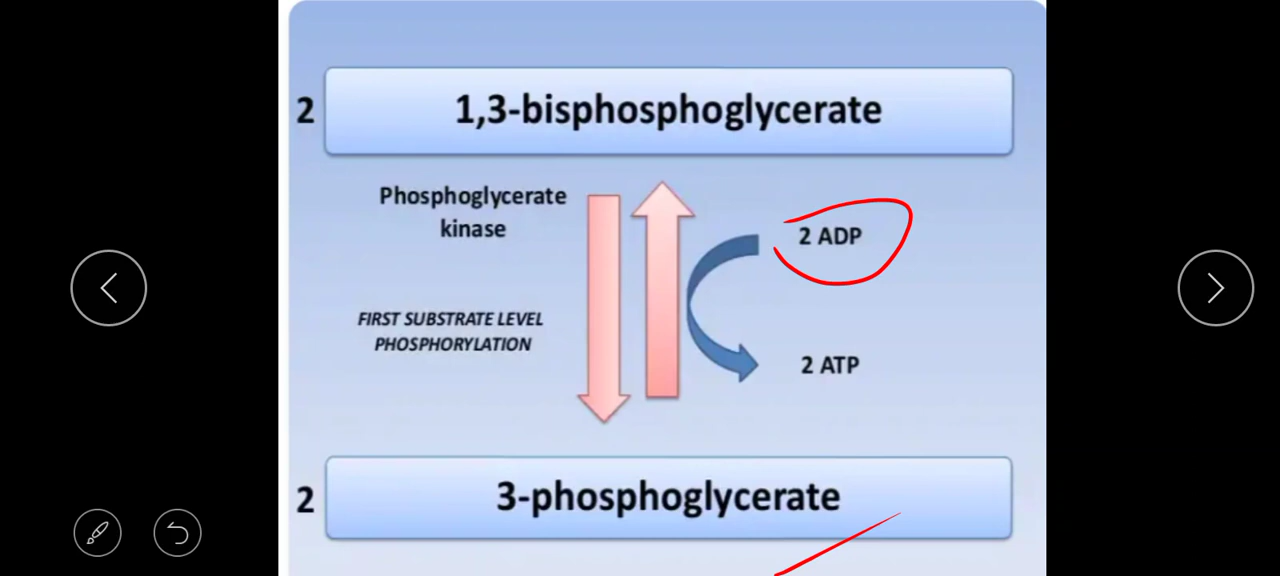 2
1,3-bisphosphoglycerate
Phosphoglycerate
kinase
2 ADP
FIRST SUBSTRATE LEVEL
PHOSPHORYLATION
2 ATP
2
3-phosphoglycerate